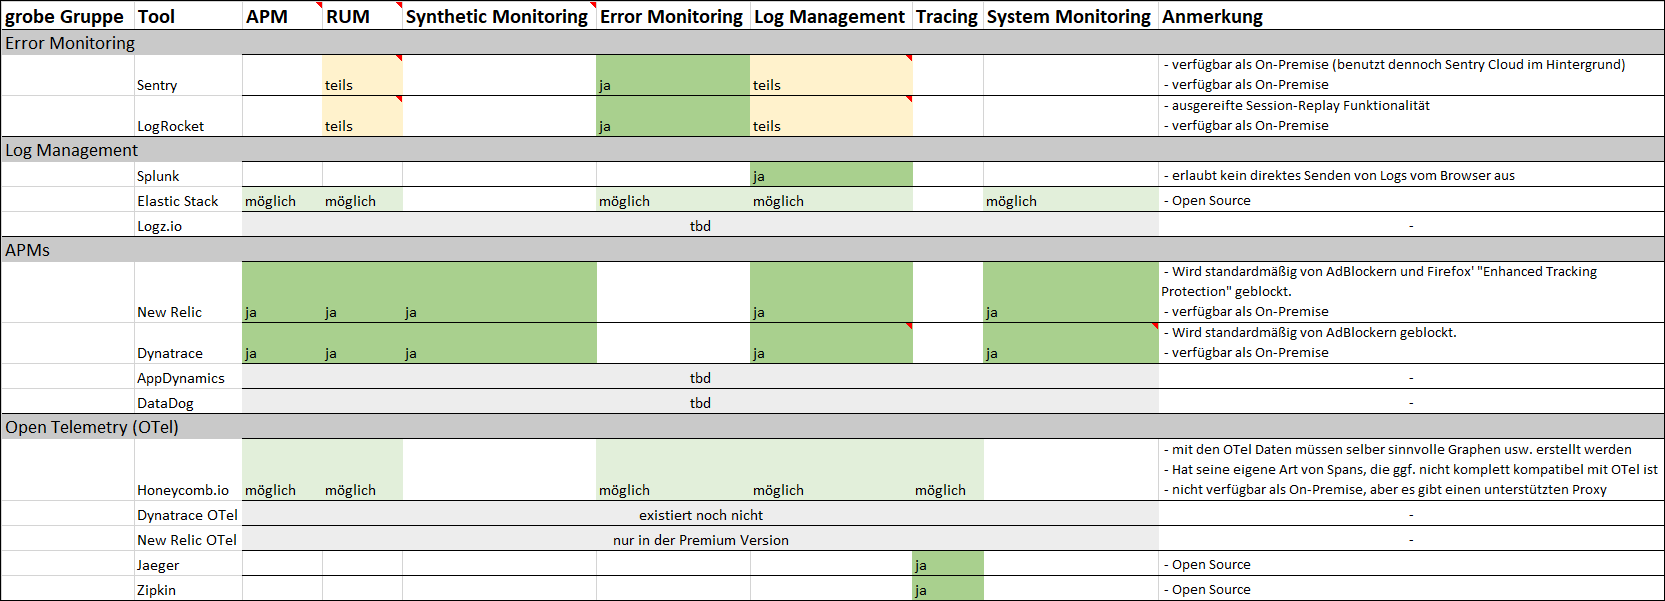 grobe Gruppe Tool APM RUM Synthetic Monitoring Error Monitoring Log Management Tracing System Monitoring Anmerkung
Error Monitoring
- verfügbar als On-Premise (benutzt dennoch Sentry Cloud im Hintergrund)
Sentry teils ja teils - verfügbar als On-Premise
- ausgereifte Session-Replay Funktionalität
LogRocket teils ja teils - verfügbar als On-Premise
Log Management
Splunk ja - erlaubt kein direktes Senden von Logs vom Browser aus
Elastic Stack möglich möglich möglich möglich möglich - Open Source
Logz.io tbd -
APMs
- Wird standardmäßig von AdBlockern und Firefox' "Enhanced Tracking
Protection" geblockt.
New Relic ja ja ja ja ja - verfügbar als On-Premise
- Wird standardmäßig von AdBlockern geblockt.
Dynatrace ja ja ja ja ja - verfügbar als On-Premise
AppDynamics tbd -
DataDog tbd -
Open Telemetry (OTel)
- mit den OTel Daten müssen selber sinnvolle Graphen usw. erstellt werden
- Hat seine eigene Art von Spans, die ggf. nicht komplett kompatibel mit OTel ist
Honeycomb.io möglich möglich möglich möglich möglich - nicht verfügbar als On-Premise, aber es gibt einen unterstützten Proxy
Dynatrace OTel existiert noch nicht -
New Relic OTel nur in der Premium Version -
Jaeger ja - Open Source
Zipkin ja - Open Source